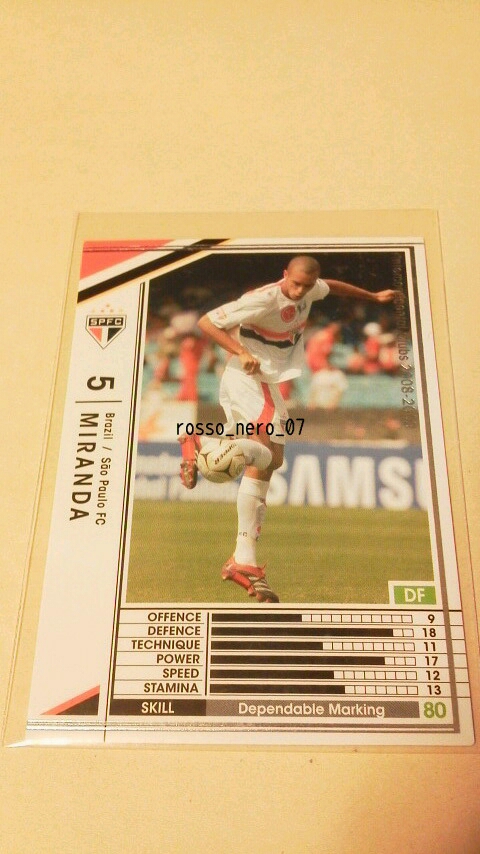 SPFC
5
MIRANDA
Brazil / São Paulo FC
rosso_nero_07
SAMSU
DF
OFFENCE 9
DEFENCE 18
TECHNIQUE 11
POWER 17
SPEED 12
STAMINA 13
SKILL Dependable Marking 80